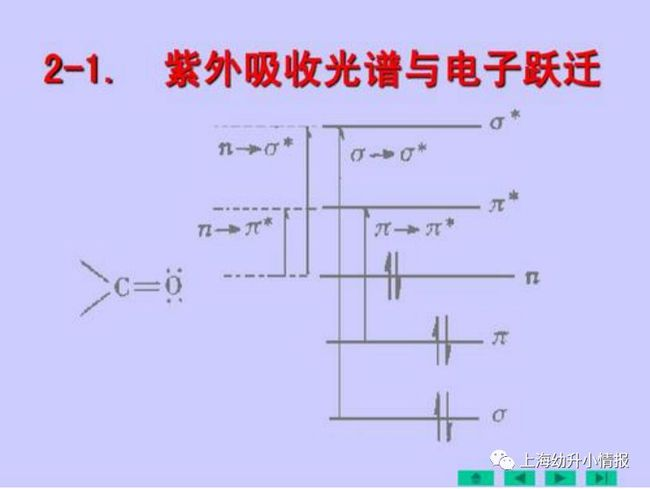 2-1. 紫外吸收光谱与电子跃迁
σ*
n→σ*
σ→σ*
π*
n→π*
π→π*
n
C=O
π
σ
上海幼升小情报